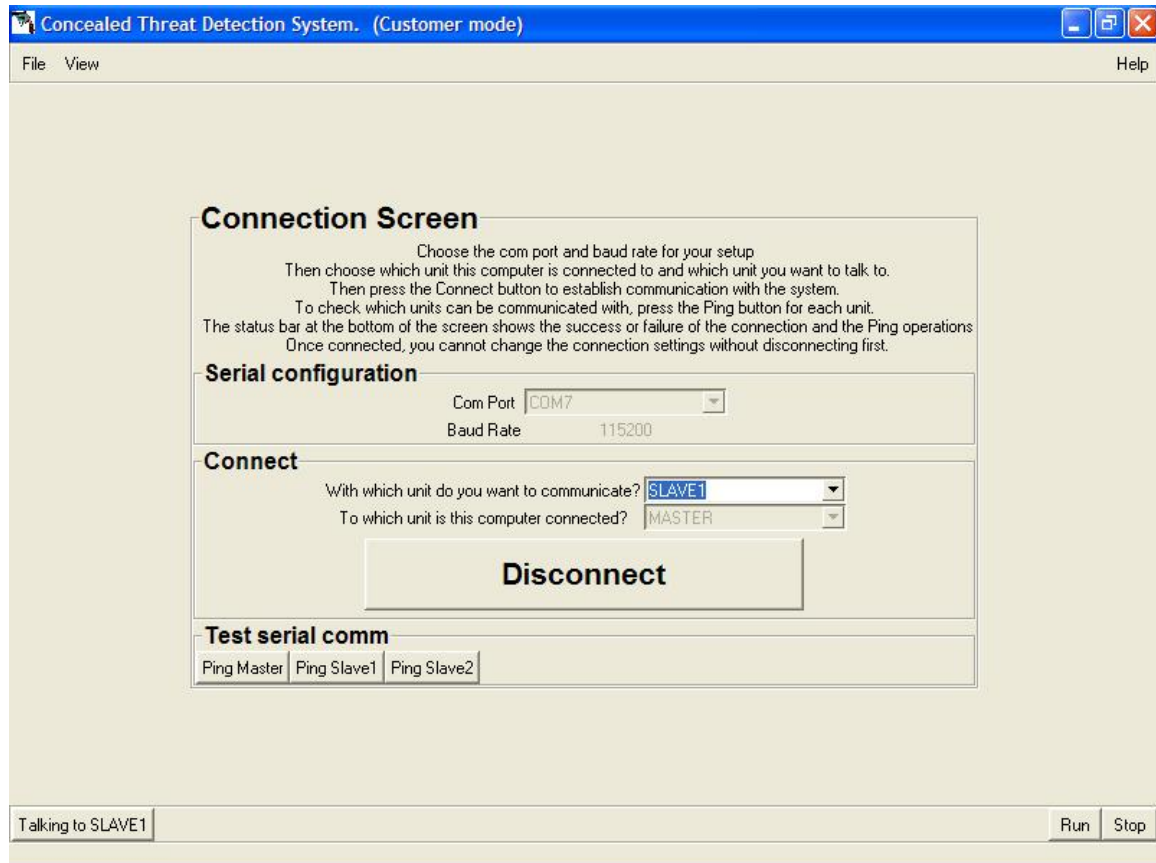 Concealed Threat Detection System.  (Customer mode)
File View Help
Connection Screen
Choose the com port and baud rate for your setup
Then choose which unit this computer is connected to and which unit you want to talk to.
Then press the Connect button to establish communication with the system.
To check which units can be communicated with, press the Ping button for each unit.
The status bar at the bottom of the screen shows the success or failure of the connection and the Ping operations
Once connected, you cannot change the connection settings without disconnecting first.
Serial configuration
Com Port COM7
Baud Rate 115200
Connect
With which unit do you want to communicate? SLAVE1
To which unit is this computer connected? MASTER
Disconnect
Test serial comm
Ping Master Ping Slave1 Ping Slave2
Talking to SLAVE1 Run Stop